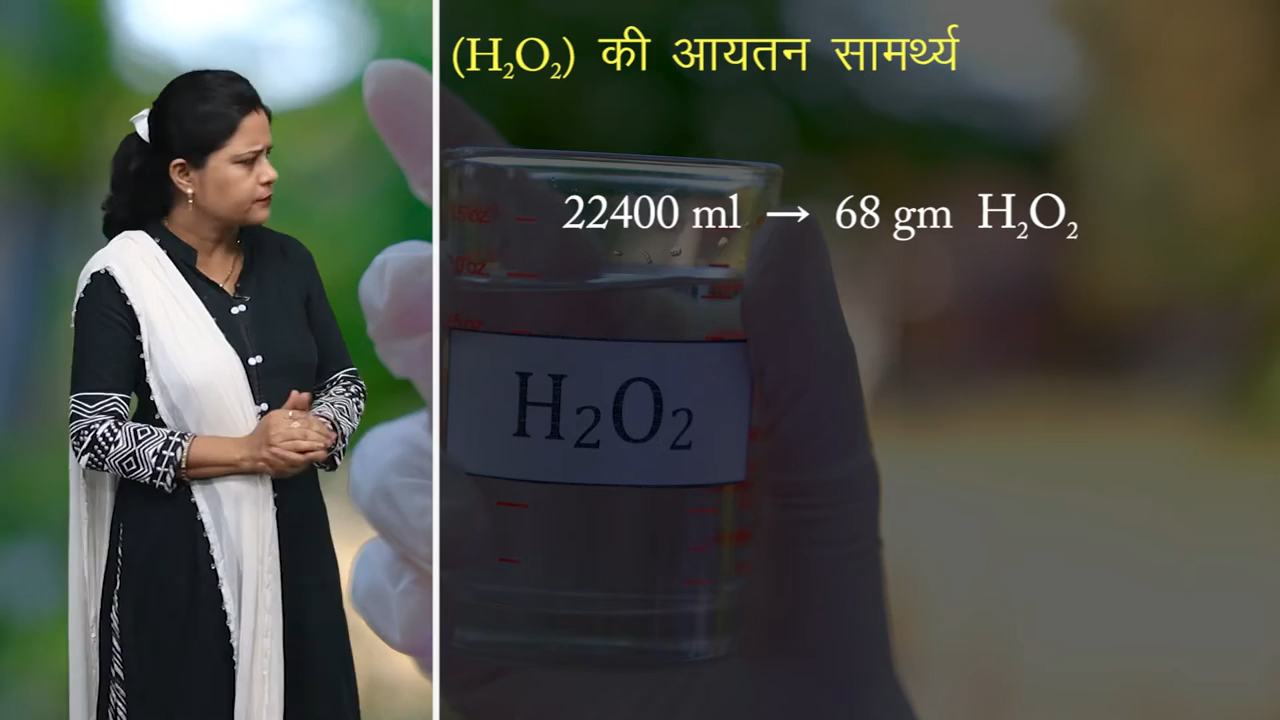 (H₂O₂) की आयतन सामर्थ्य
22400 ml → 68 gm H₂O₂
H₂O₂